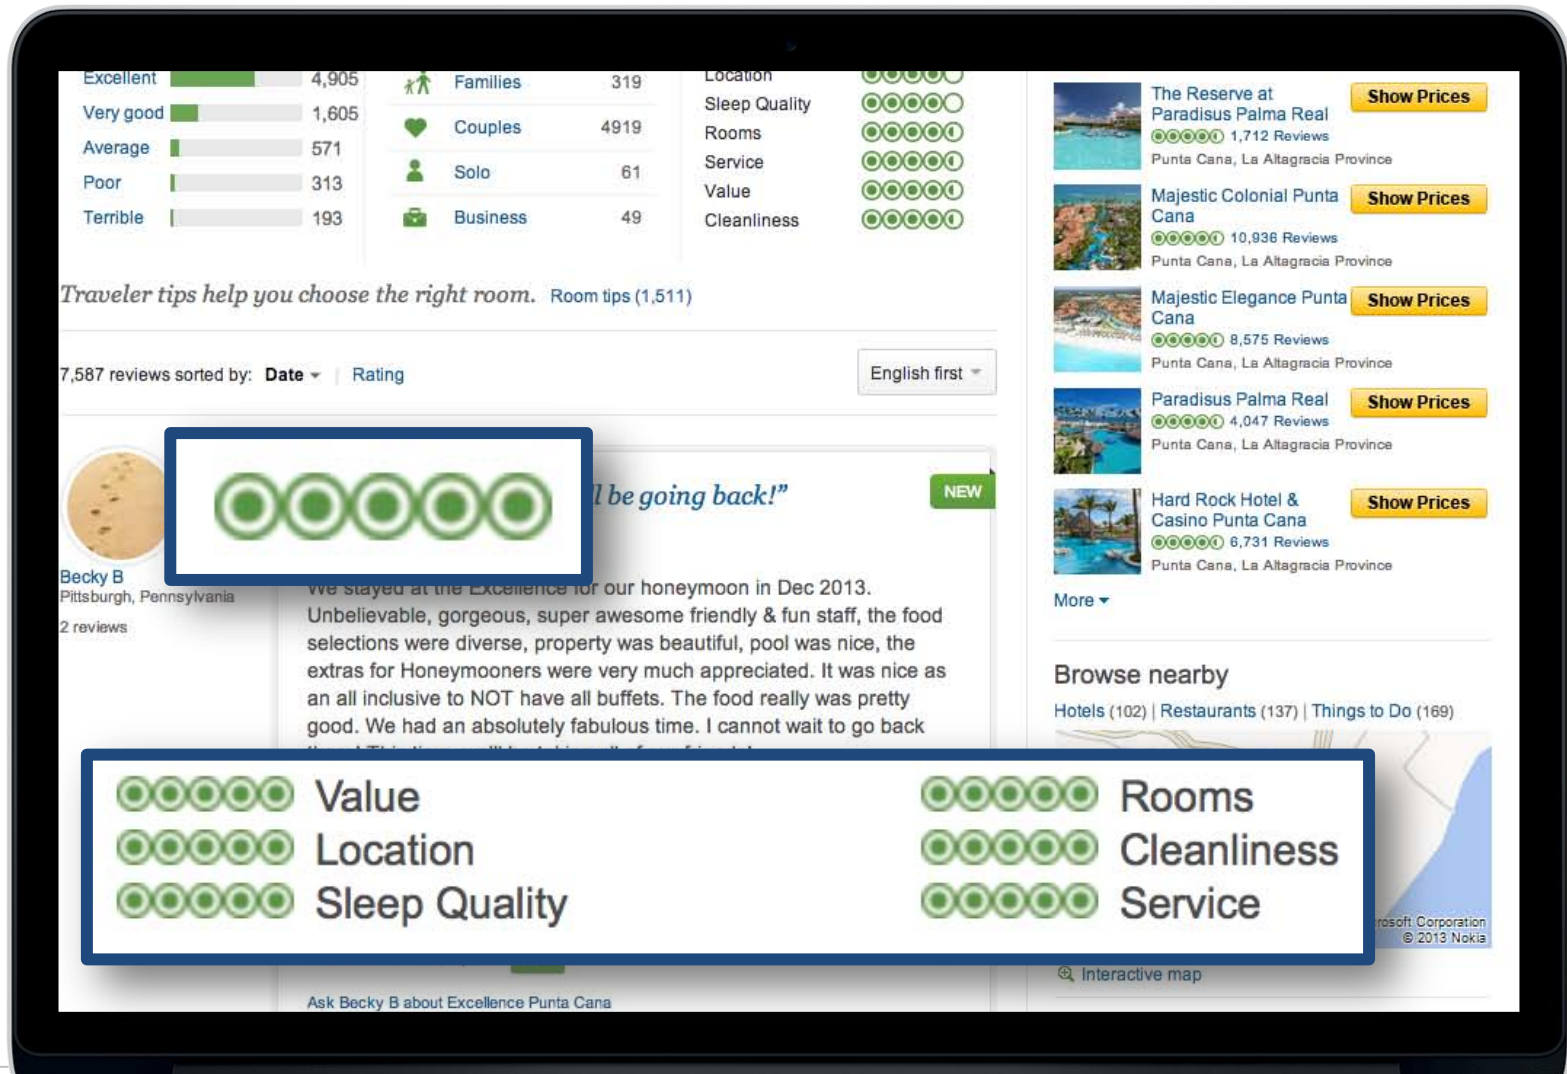 Excellent 4,905
Very good 1,605
Average 571
Poor 313
Terrible 193
Families 319
Couples 4919
Solo 61
Business 49
Location
Sleep Quality
Rooms
Service
Value
Cleanliness
Traveler tips help you choose the right room. Room tips (1,511)
7,587 reviews sorted by: Date | Rating
English first
be going back!”
NEW
Becky B
Pittsburgh, Pennsylvania
2 reviews
We stayed at the Excellence for our honeymoon in Dec 2013.
Unbelievable, gorgeous, super awesome friendly & fun staff, the food
selections were diverse, property was beautiful, pool was nice, the
extras for Honeymooners were very much appreciated. It was nice as
an all inclusive to NOT have all buffets. The food really was pretty
good. We had an absolutely fabulous time. I cannot wait to go back
Value
Location
Sleep Quality
Rooms
Cleanliness
Service
Ask Becky B about Excellence Punta Cana
The Reserve at
Paradisus Palma Real
1,712 Reviews
Punta Cana, La Altagracia Province
Show Prices
Majestic Colonial Punta
Cana
10,936 Reviews
Punta Cana, La Altagracia Province
Show Prices
Majestic Elegance Punta
Cana
8,575 Reviews
Punta Cana, La Altagracia Province
Show Prices
Paradisus Palma Real
4,047 Reviews
Punta Cana, La Altagracia Province
Show Prices
Hard Rock Hotel &
Casino Punta Cana
6,731 Reviews
Punta Cana, La Altagracia Province
Show Prices
More
Browse nearby
Hotels (102) | Restaurants (137) | Things to Do (169)
Corporation
© 2013 Nokia
Interactive map